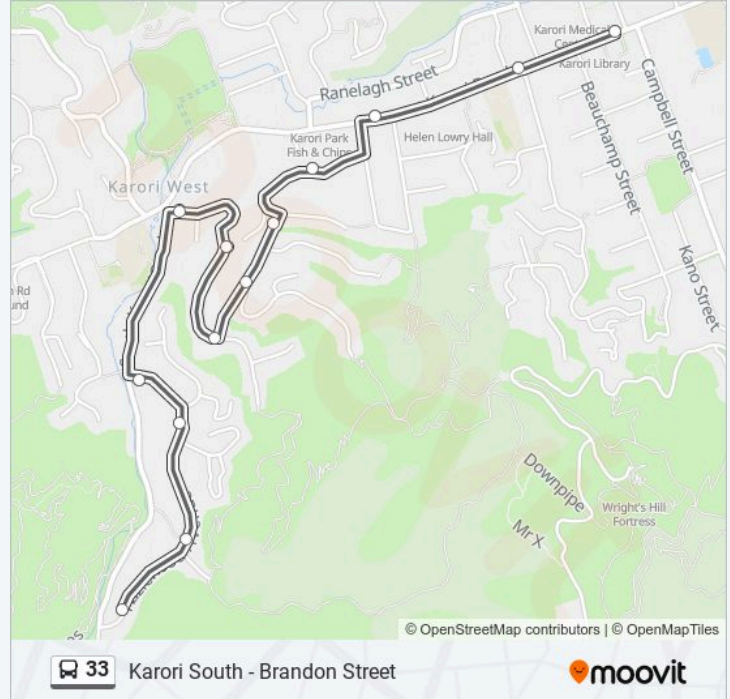 Karori Medical
Karori Library
Ranelagh Street
Campbell Street
Beauchamp Street
Karori Park
Fish & Chips
Helen Lowry Hall
Karori West
Kano Street
Rd
Downpipe
Mr X
Wright's Hill
Fortress
© OpenStreetMap contributors | © OpenMapTiles
33 Karori South - Brandon Street
moovit